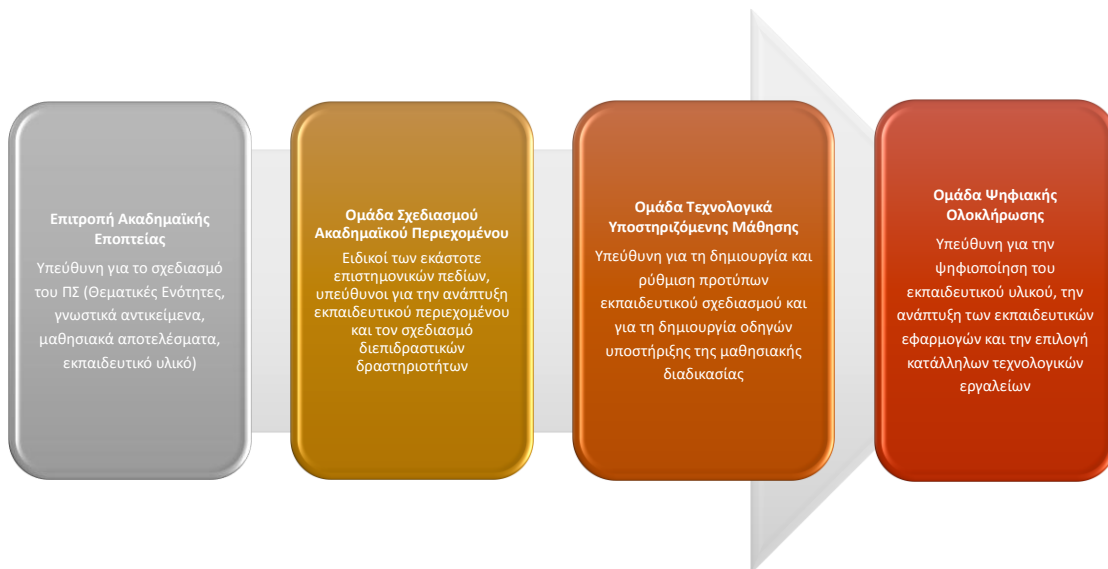 Επιτροπή Ακαδημαϊκής
Εποπτείας
Υπεύθυνη για το σχεδιασμό
του ΠΣ (Θεματικές Ενότητες,
γνωστικά αντικείμενα,
μαθησιακά αποτελέσματα,
εκπαιδευτικό υλικό)
Ομάδα Σχεδιασμού
Ακαδημαϊκού Περιεχομένου
Ειδικοί των εκάστοτε
επιστημονικών πεδίων,
υπεύθυνοι για την ανάπτυξη
εκπαιδευτικού περιεχομένου
και τον σχεδιασμό
διεπιδραστικών
δραστηριοτήτων
Ομάδα Τεχνολογικά
Υποστηριζόμενης Μάθησης
Υπεύθυνη για τη δημιουργία και
ρύθμιση προτύπων
εκπαιδευτικού σχεδιασμού και
για τη δημιουργία οδηγών
υποστήριξης της μαθησιακής
διαδικασίας
Ομάδα Ψηφιακής
Ολοκλήρωσης
Υπεύθυνη για την
ψηφιοποίηση του
εκπαιδευτικού υλικού, την
ανάπτυξη των εκπαιδευτικών
εφαρμογών και την επιλογή
κατάλληλων τεχνολογικών
εργαλείων